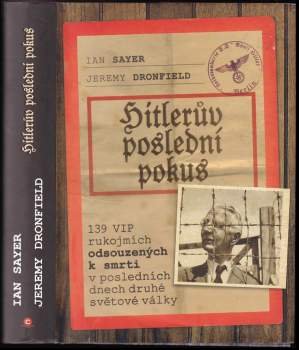 IAN SAYER
JEREMY DRONFIELD
Hitlerův poslední pokus
IAN SAYER
JEREMY DRONFIELD
Hitlerův
poslední
pokus
139 VIP
rukojmích
odsouzených
k smrti
v posledních
dnech druhé
světové války